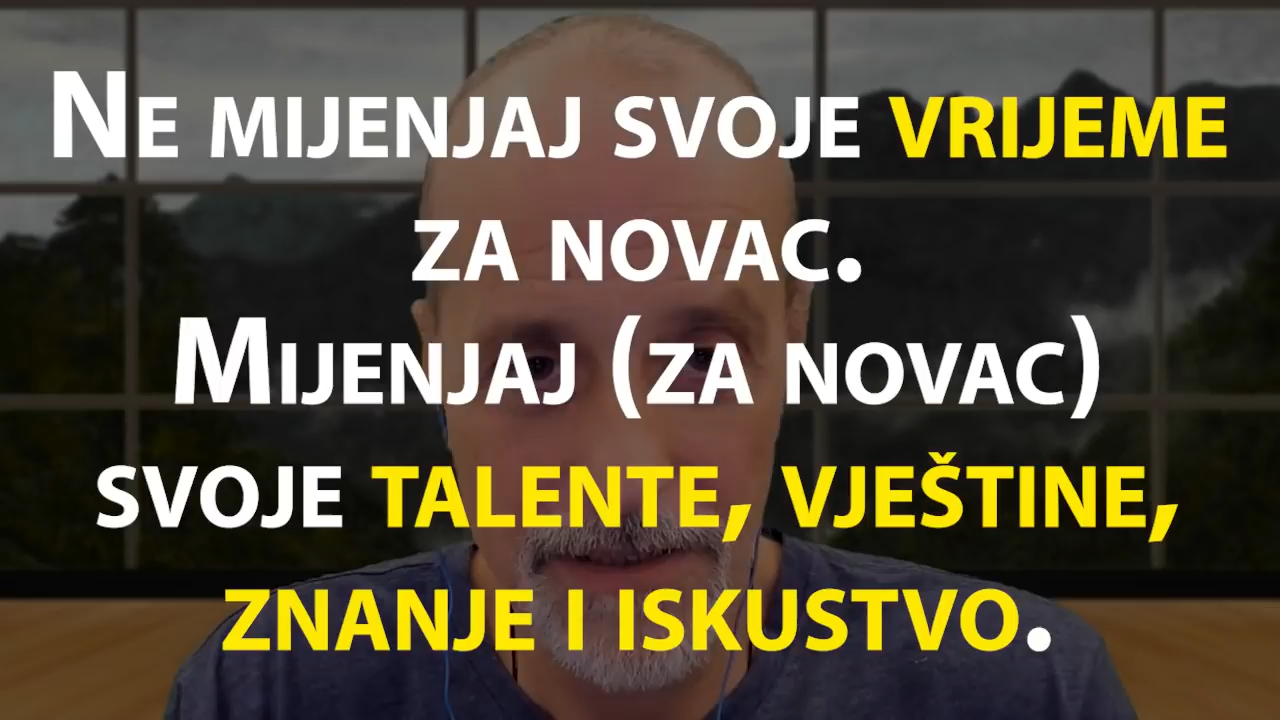 Ne mijenjaj svoje vrijeme
za novac.
Mijenjaj (za novac)
svoje talente, vještine,
znanje i iskustvo.